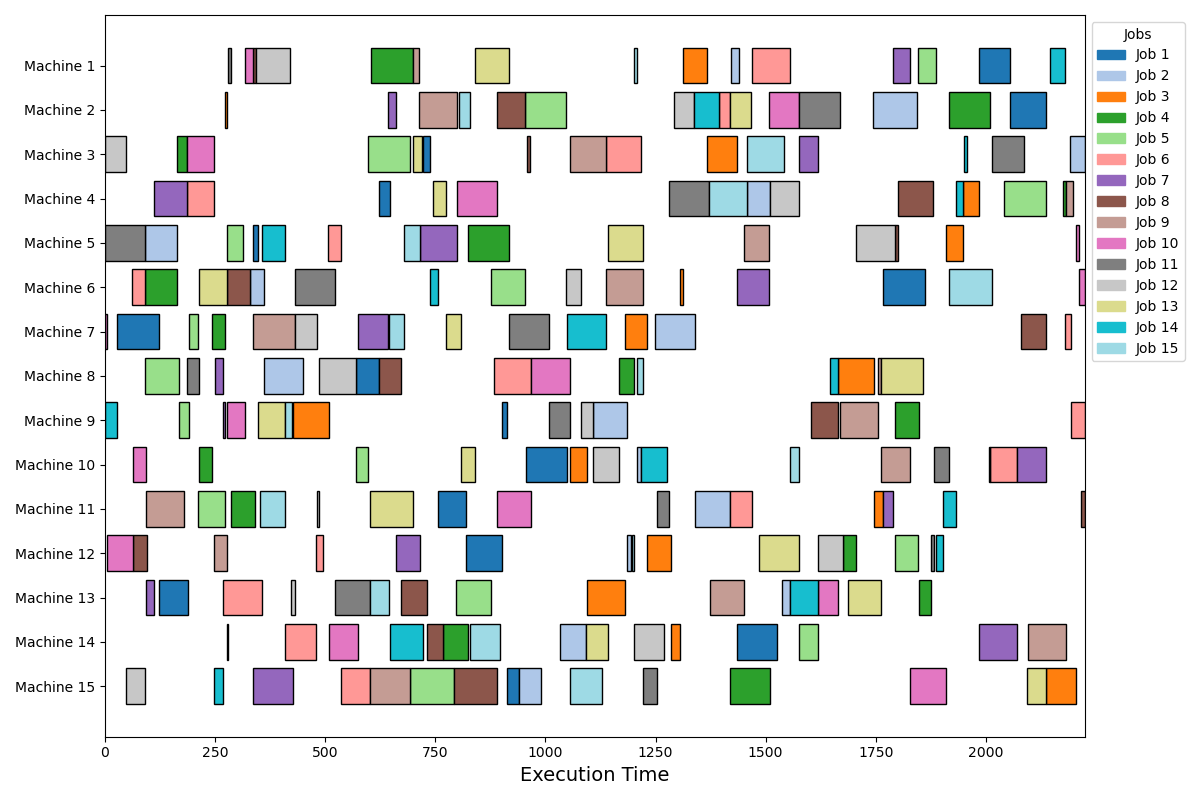 Machine 1
Machine 2
Machine 3
Machine 4
Machine 5
Machine 6
Machine 7
Machine 8
Machine 9
Machine 10
Machine 11
Machine 12
Machine 13
Machine 14
Machine 15
0 250 500 750 1000 1250 1500 1750 2000
Execution Time
Jobs
Job 1
Job 2
Job 3
Job 4
Job 5
Job 6
Job 7
Job 8
Job 9
Job 10
Job 11
Job 12
Job 13
Job 14
Job 15